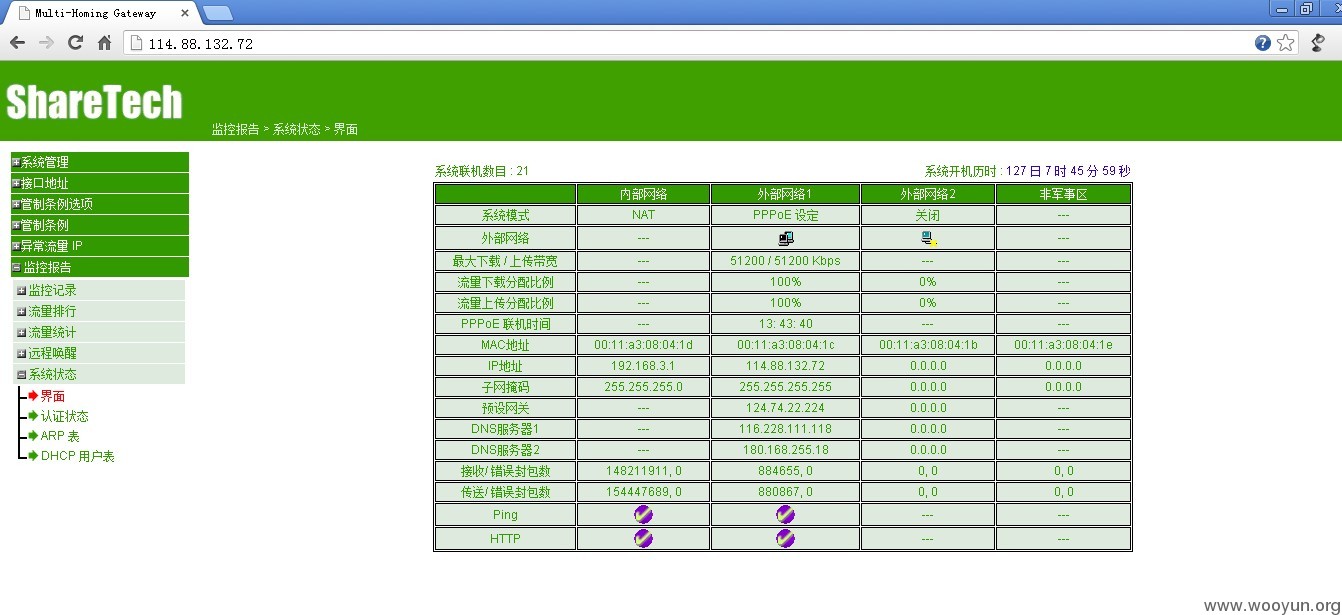 Multi-Homing Gateway
114.88.132.72
ShareTech
监控报告 > 系统状态 > 界面
系统管理
接口地址
管制条例选项
管制条例
异常流量 IP
监控报告
监控记录
流量排行
流量统计
远程唤醒
系统状态
界面
认证状态
ARP 表
DHCP 用户表
系统联机数目 : 21 系统开机历时 : 127 日 7 时 45 分 59 秒
内部网络 外部网络1 外部网络2 非军事区
系统模式 NAT PPPoE 设定 关闭 ---
外部网络 --- ---
最大下载 / 上传带宽 --- 51200 / 51200 Kbps --- ---
流量下载分配比例 --- 100% 0% ---
流量上传分配比例 --- 100% 0% ---
PPPoE 联机时间 --- 13: 43: 40 --- ---
MAC地址 00:11:a3:08:04:1d 00:11:a3:08:04:1c 00:11:a3:08:04:1b 00:11:a3:08:04:1e
IP地址 192.168.3.1 114.88.132.72 0.0.0.0 0.0.0.0
子网掩码 255.255.255.0 255.255.255.255 0.0.0.0 0.0.0.0
预设网关 --- 124.74.22.224 0.0.0.0 ---
DNS服务器1 --- 116.228.111.118 0.0.0.0 ---
DNS服务器2 --- 180.168.255.18 0.0.0.0 ---
接收/ 错误封包数 148211911, 0 884655, 0 0, 0 0, 0
传送/ 错误封包数 154447689, 0 880867, 0 0, 0 0, 0
Ping --- ---
HTTP --- ---
www.wooyun.org